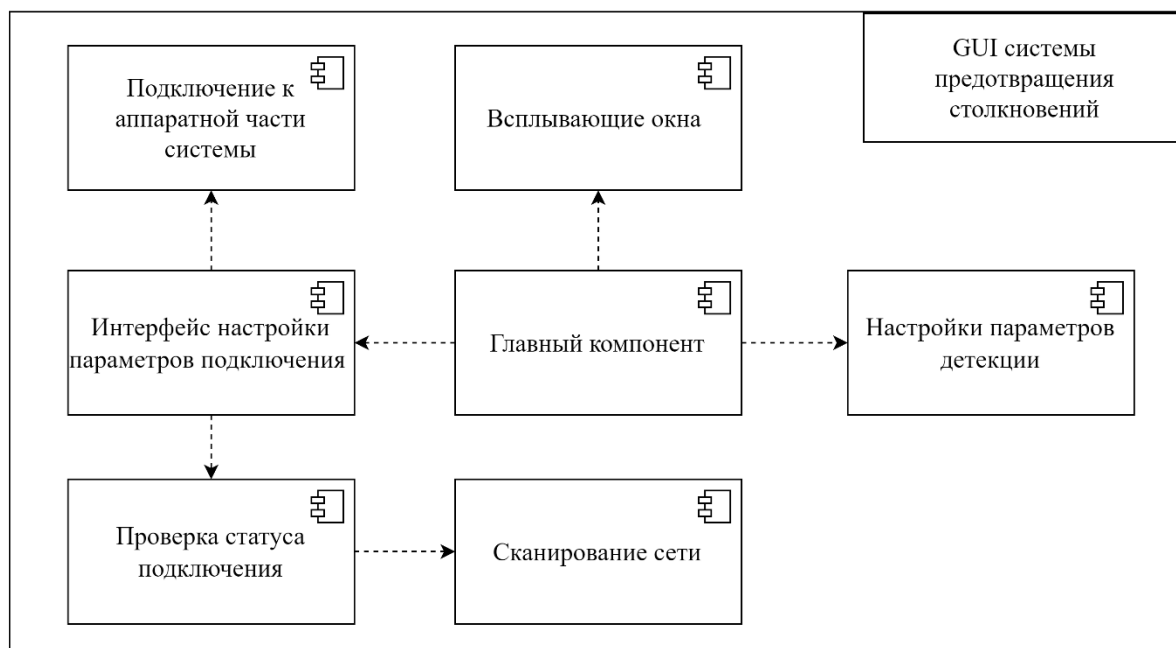 Подключение к
аппаратной части
системы
Всплывающие окна
GUI системы
предотвращения
столкновений
Интерфейс настройки
параметров подключения
Главный компонент
Настройки параметров
детекции
Проверка статуса
подключения
Сканирование сети